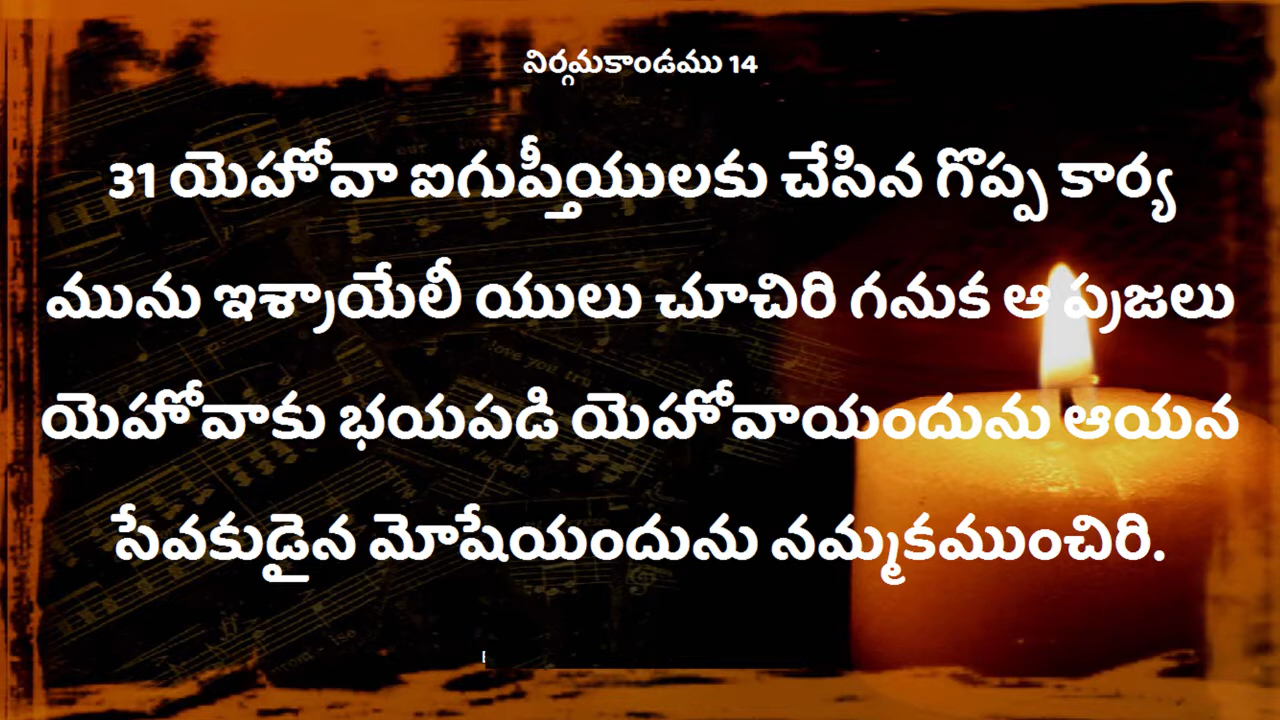 నిర్గమకాండము 14
31 యెహోవా ఐగుప్తీయులకు చేసిన గొప్ప కార్య
మును ఇశ్రాయేలీ యులు చూచిరి గనుక ఆ ప్రజలు
యెహోవాకు భయపడి యెహోవాయందును ఆయన
సేవకుడైన మోషేయందును నమ్మకముంచిరి.